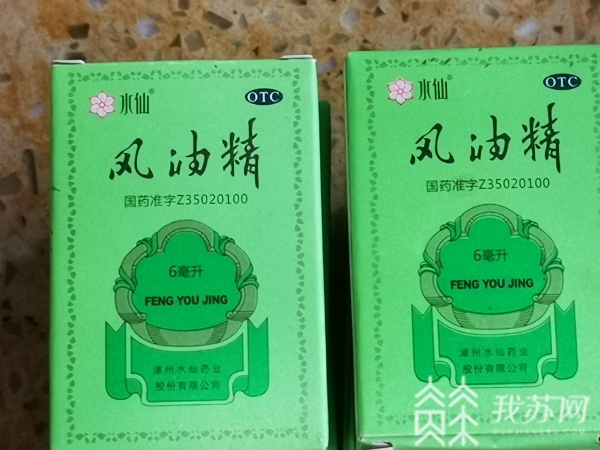 水仙
OTC
风油精
国药准字Z35020100
6毫升
FENG YOU JING
漳州水仙药业
股份有限公司
水仙
OTC
风油精
国药准字Z35020100
6毫升
FENG YOU JING
漳州水仙药业
股份有限公司
我苏网